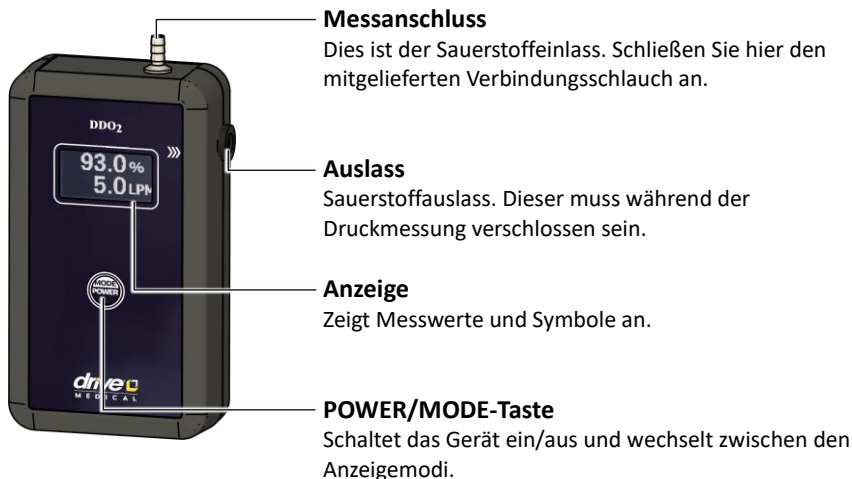 Messanschluss
Dies ist der Sauerstoffeinlass. Schließen Sie hier den
mitgelieferten Verbindungsschlauch an.
DDO₂
93.0%
5.0 LPM
Auslass
Sauerstoffauslass. Dieser muss während der
Druckmessung verschlossen sein.
Anzeige
Zeigt Messwerte und Symbole an.
MODE
POWER
drive
MEDICAL
POWER/MODE-Taste
Schaltet das Gerät ein/aus und wechselt zwischen den
Anzeigemodi.